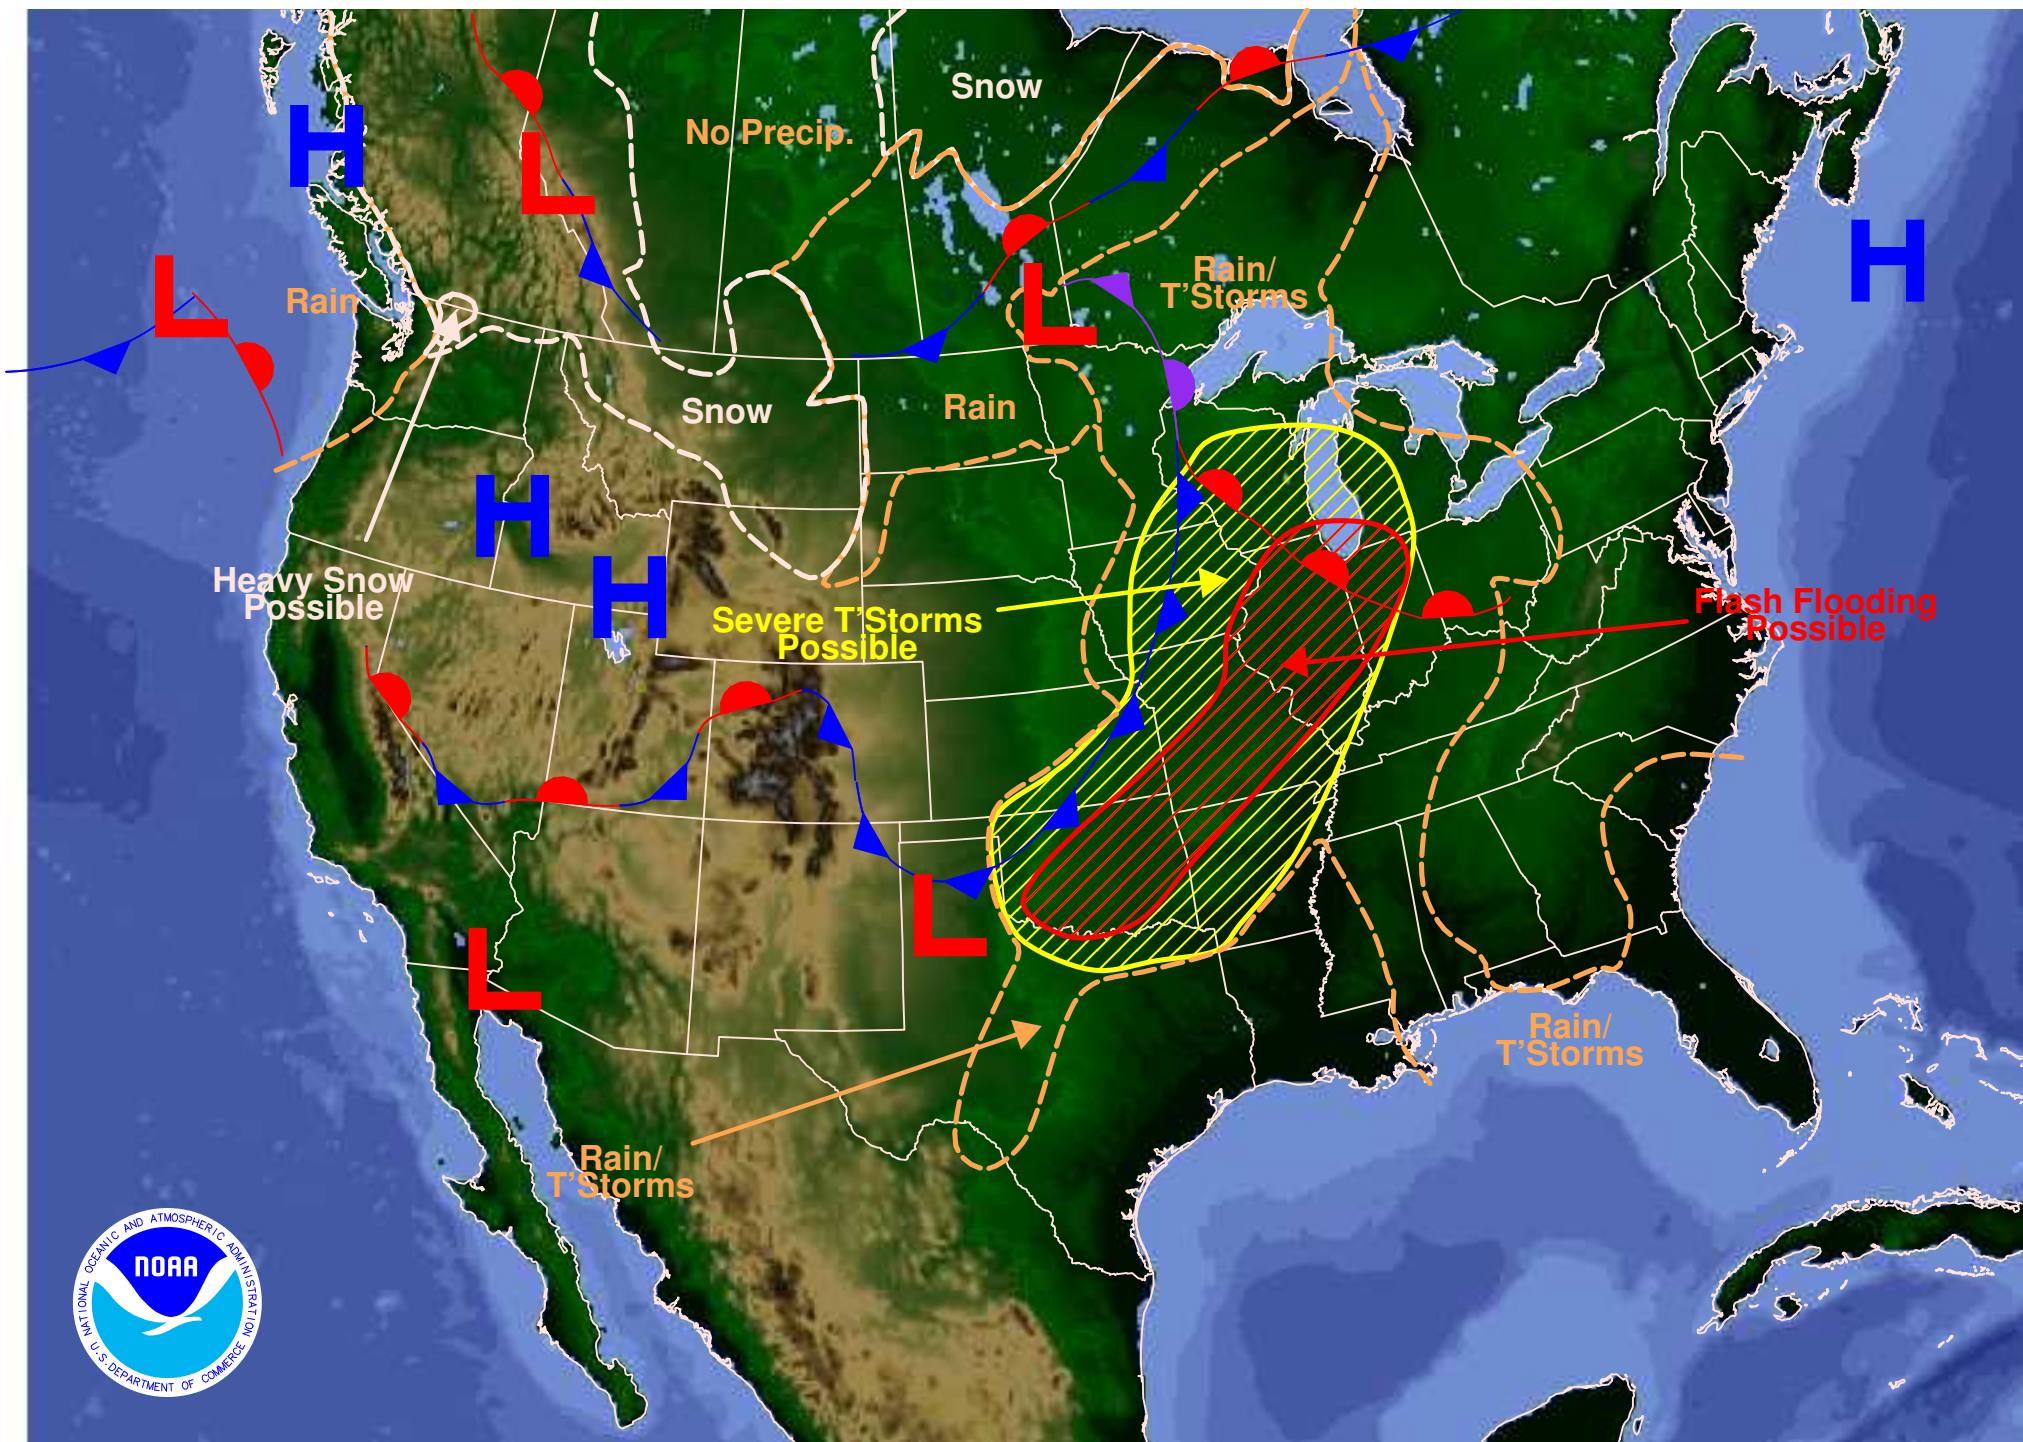 Snow
No Precip.
H
L
H
L
Rain
L
Rain/
T'Storms
Snow
Rain
H
H
Heavy Snow
Possible
Severe T'Storms
Possible
Flash Flooding
Possible
L
L
Rain/
T'Storms
Rain/
T'Storms
NATIONAL OCEANIC AND ATMOSPHERIC ADMINISTRATION
NOAA
U.S. DEPARTMENT OF COMMERCE